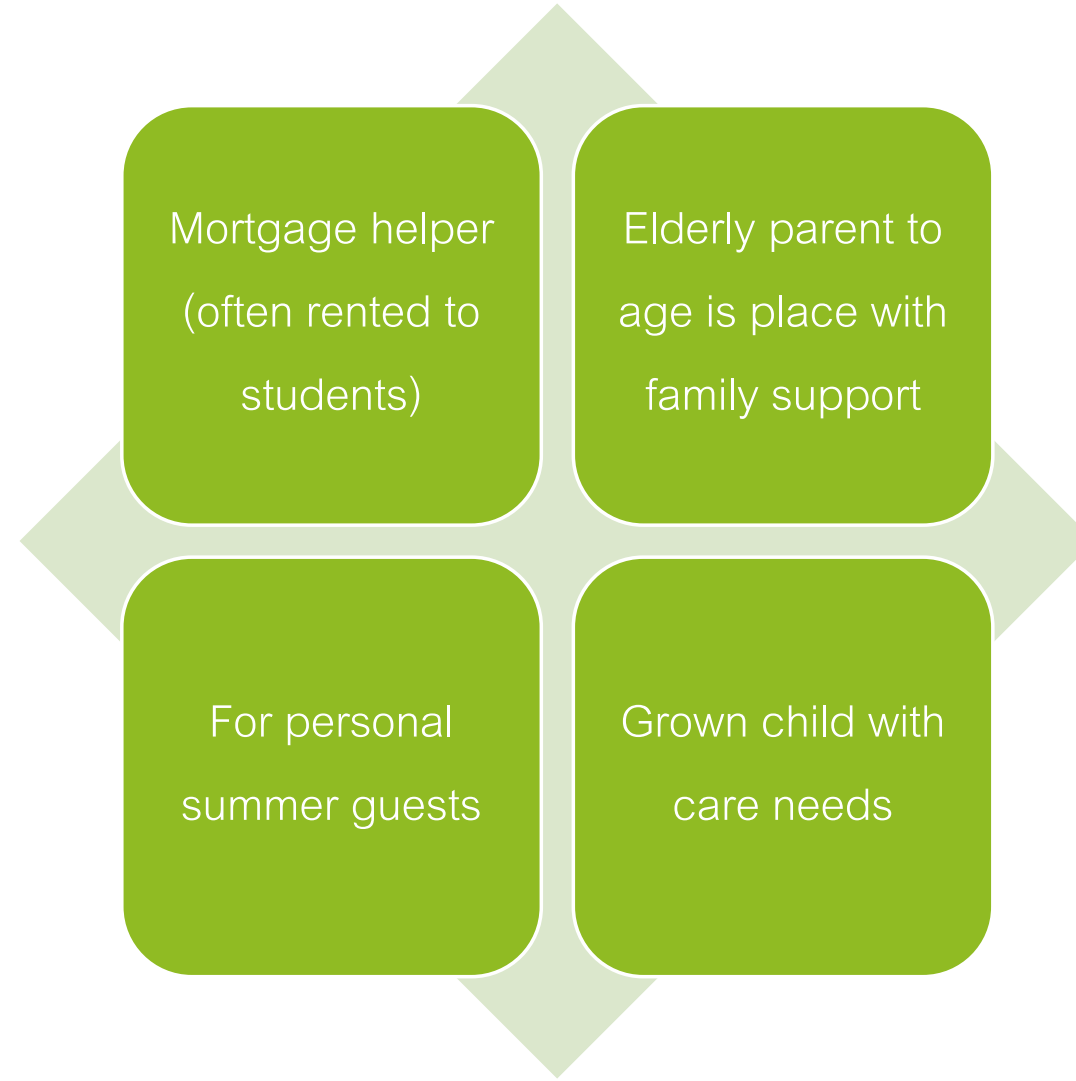 Mortgage helper
(often rented to
students)
Elderly parent to
age is place with
family support
For personal
summer guests
Grown child with
care needs